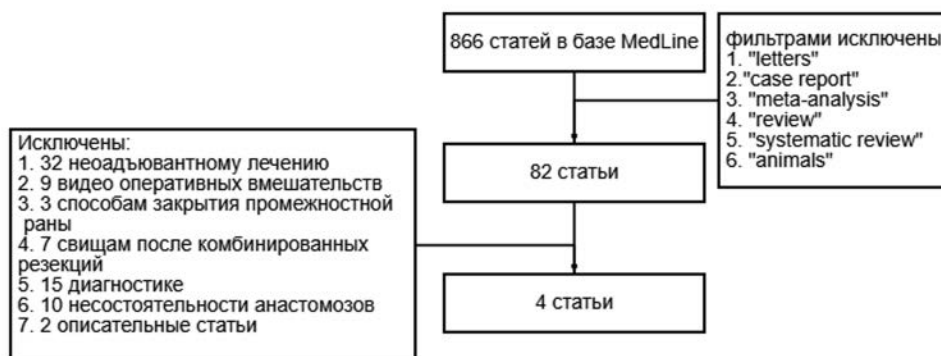 866 статей в базе MedLine
фильтрами исключены
1. "letters"
2."case report"
3. "meta-analysis"
4. "review"
5. "systematic review"
6. "animals"
82 статьи
Исключены:
1. 32 неоадъювантному лечению
2. 9 видео оперативных вмешательств
3. 3 способам закрытия промежностной
раны
4. 7 свищам после комбинированных
резекций
5. 15 диагностике
6. 10 несостоятельности анастомозов
7. 2 описательные статьи
4 статьи